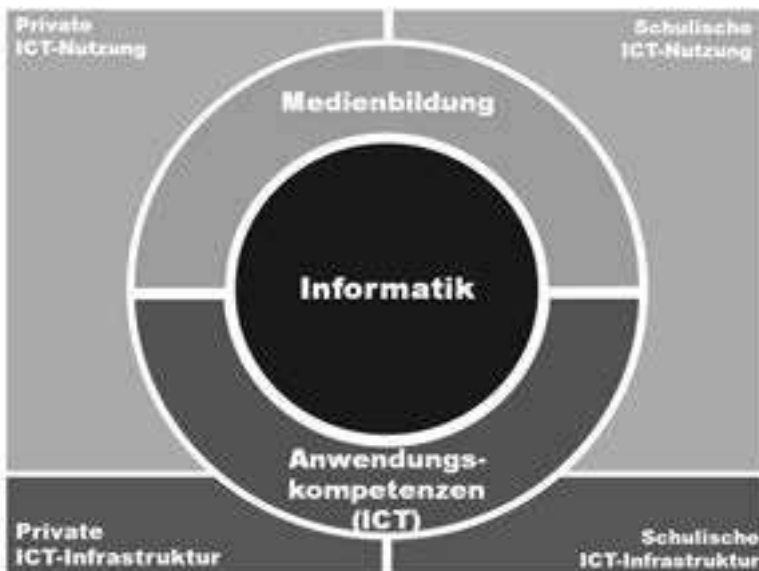 Private
ICT-Nutzung
Schulische
ICT-Nutzung
Medienbildung
Informatik
Anwendungs-
kompetenzen
(ICT)
Private
ICT-Infrastruktur
Schulische
ICT-Infrastruktur